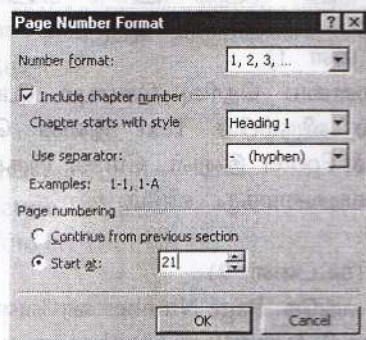 Page Number Format
Number format: 1, 2, 3, ...
Include chapter number
Chapter starts with style Heading 1
Use separator: - (hyphen)
Examples: 1-1, 1-A
Page numbering
Continue from previous section
Start at: 21
OK Cancel